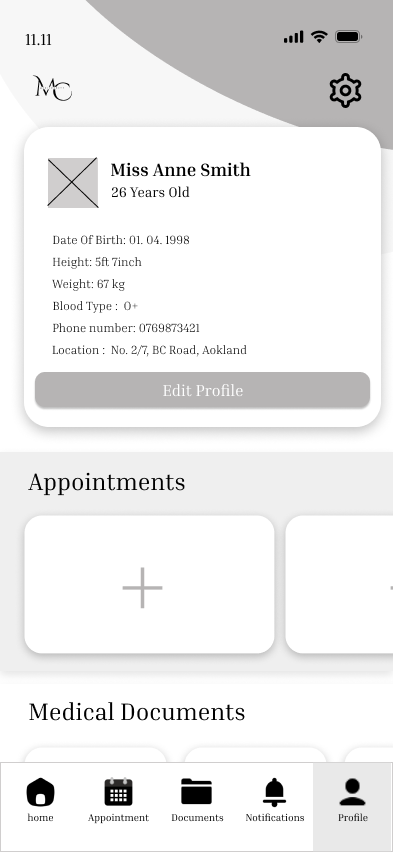 11.11
MC
Miss Anne Smith
26 Years Old
Date Of Birth: 01. 04. 1998
Height: 5ft 7inch
Weight: 67 kg
Blood Type : O+
Phone number: 0769873421
Location : No. 2/7, BC Road, Aokland
Edit Profile
Appointments
Medical Documents
home Appointment Documents Notifications Profile